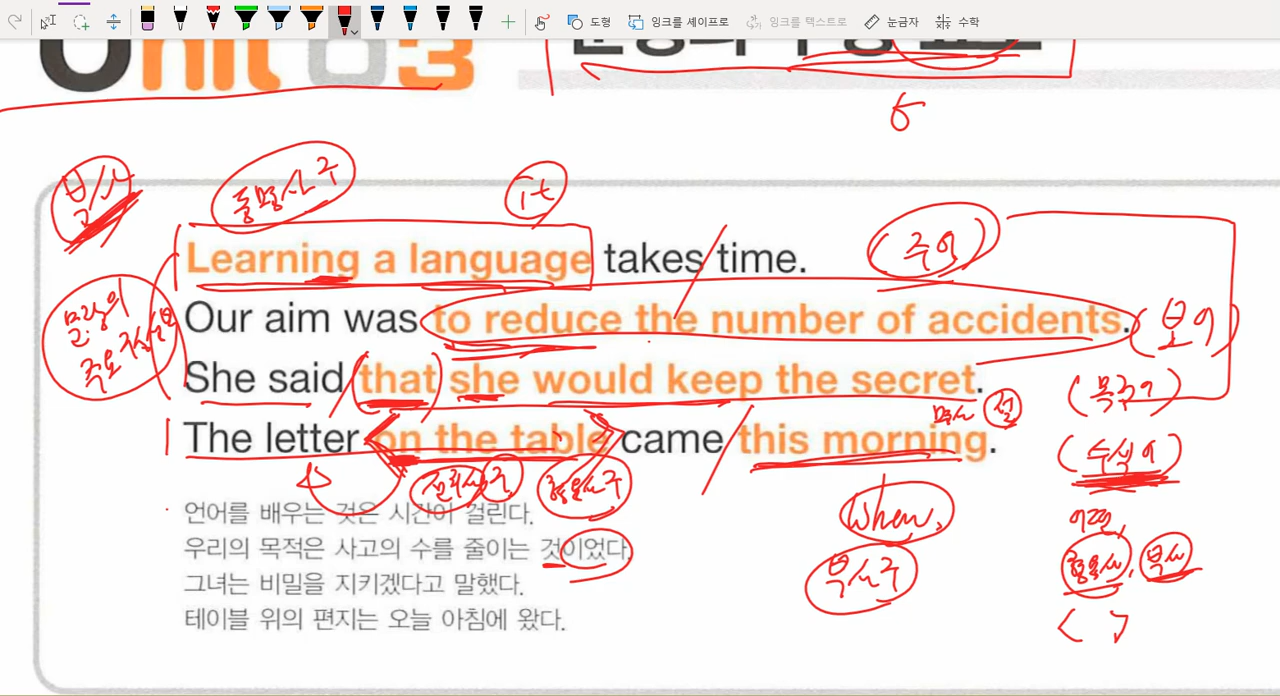 도형 잉크를 셰이프로 잉크를 텍스트로 눈금자 수학
Unit 03
5
동명사구
it
Learning a language takes time.
(주어)
Our aim was to reduce the number of accidents.
(보어)
문장의
주요 구성요
She said that she would keep the secret.
(목적어)
명사절
The letter on the table came this morning.
(수식어)
전치사구 형용사구
When,
부사구
형용사, 부사
< >
언어를 배우는 것은 시간이 걸린다.
우리의 목적은 사고의 수를 줄이는 것이었다.
그녀는 비밀을 지키겠다고 말했다.
테이블 위의 편지는 오늘 아침에 왔다.